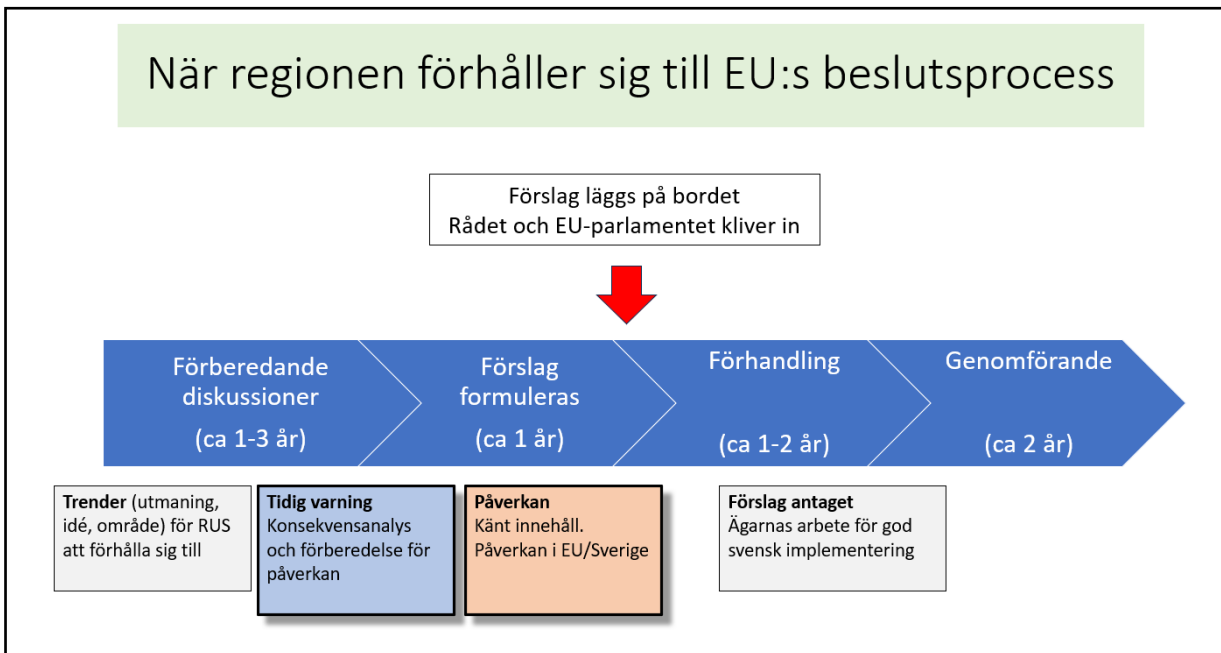 När regionen förhåller sig till EU:s beslutsprocess
Förslag läggs på bordet
Rådet och EU-parlamentet kliver in
Förberedande
diskussioner
(ca 1-3 år)
Förslag
formuleras
(ca 1 år)
Förhandling
(ca 1-2 år)
Genomförande
(ca 2 år)
Trender (utmaning,
idé, område) för RUS
att förhålla sig till
Tidig varning
Konsekvensanalys
och förberedelse för
påverkan
Påverkan
Känt innehåll.
Påverkan i EU/Sverige
Förslag antaget
Ägarnas arbete för god
svensk implementering